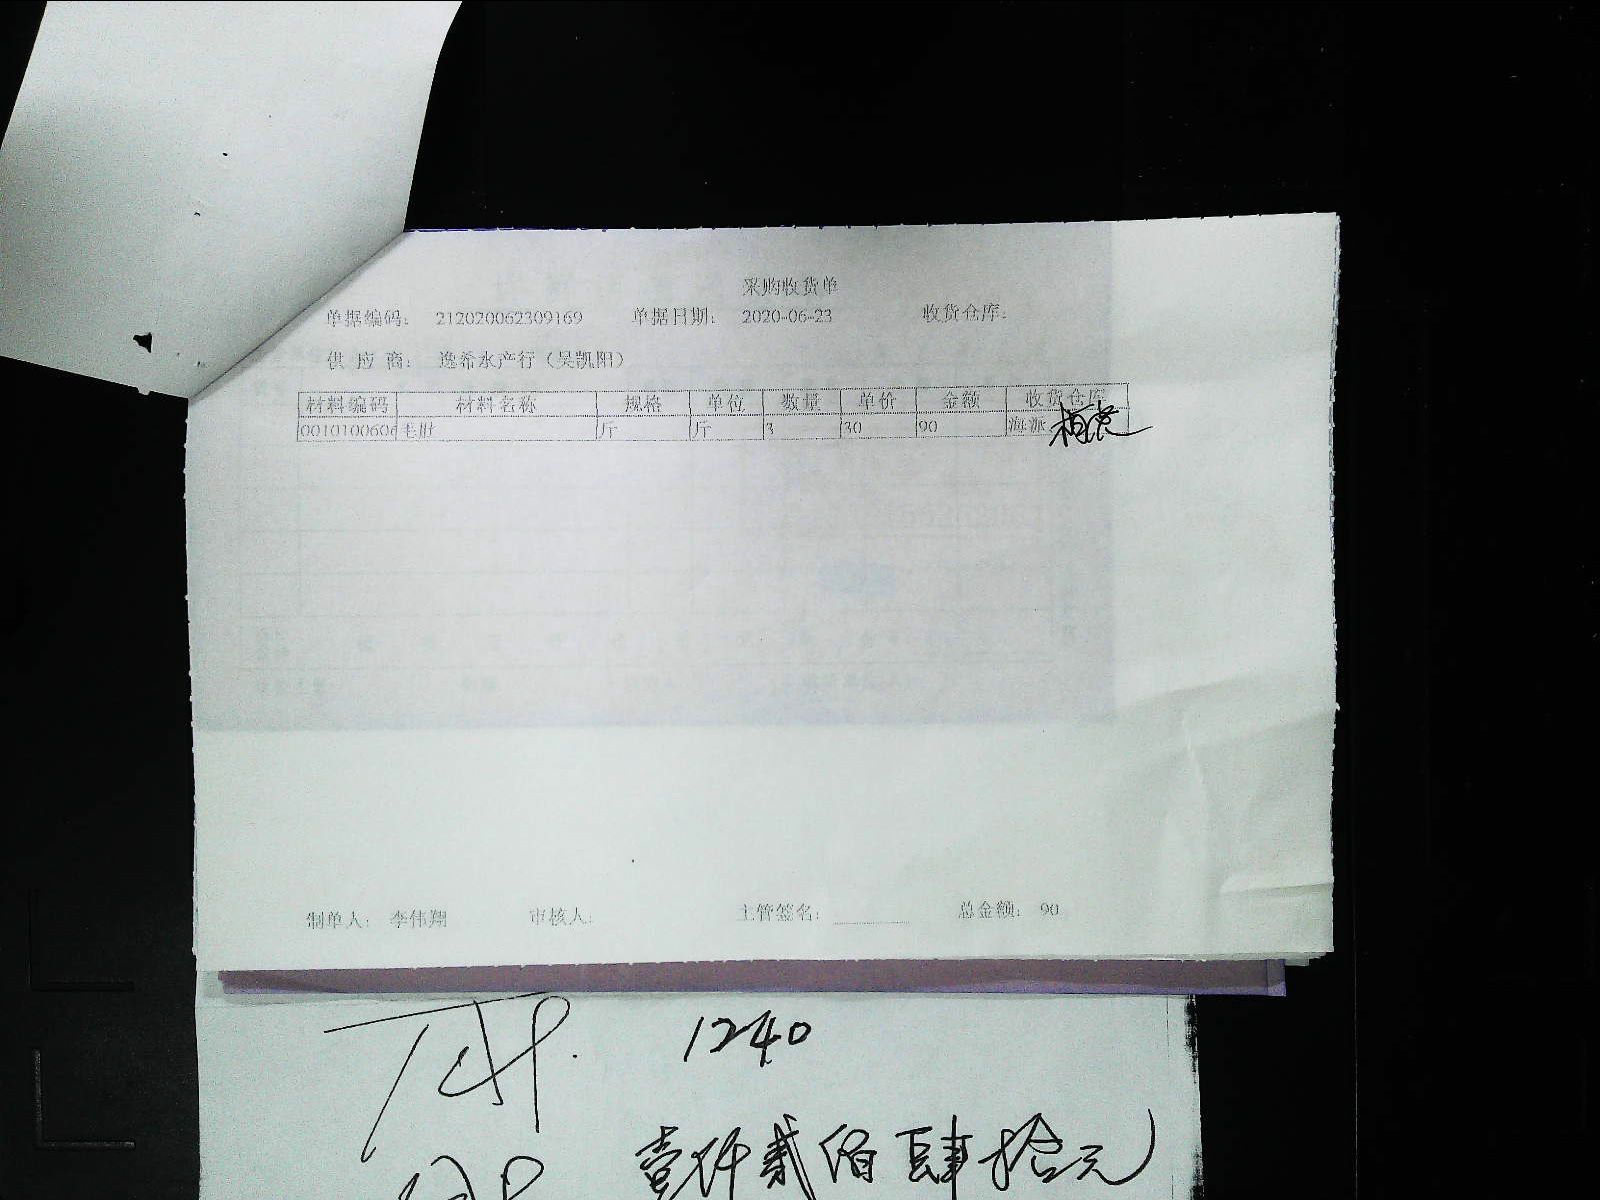 采购收货单
单据编码： 212020062309169 单据日期： 2020-06-23 收货仓库：
供 应 商： 逸希水产行（吴凯阳）
材料编码 材料名称 规格 单位 数量 单价 金额 收货仓库
0010100606 毛肚 斤 斤 3 30 90 海派
制单人： 李伟翔 审核人： 主管签名： 总金额： 90
1240
壹仟贰佰肆拾元